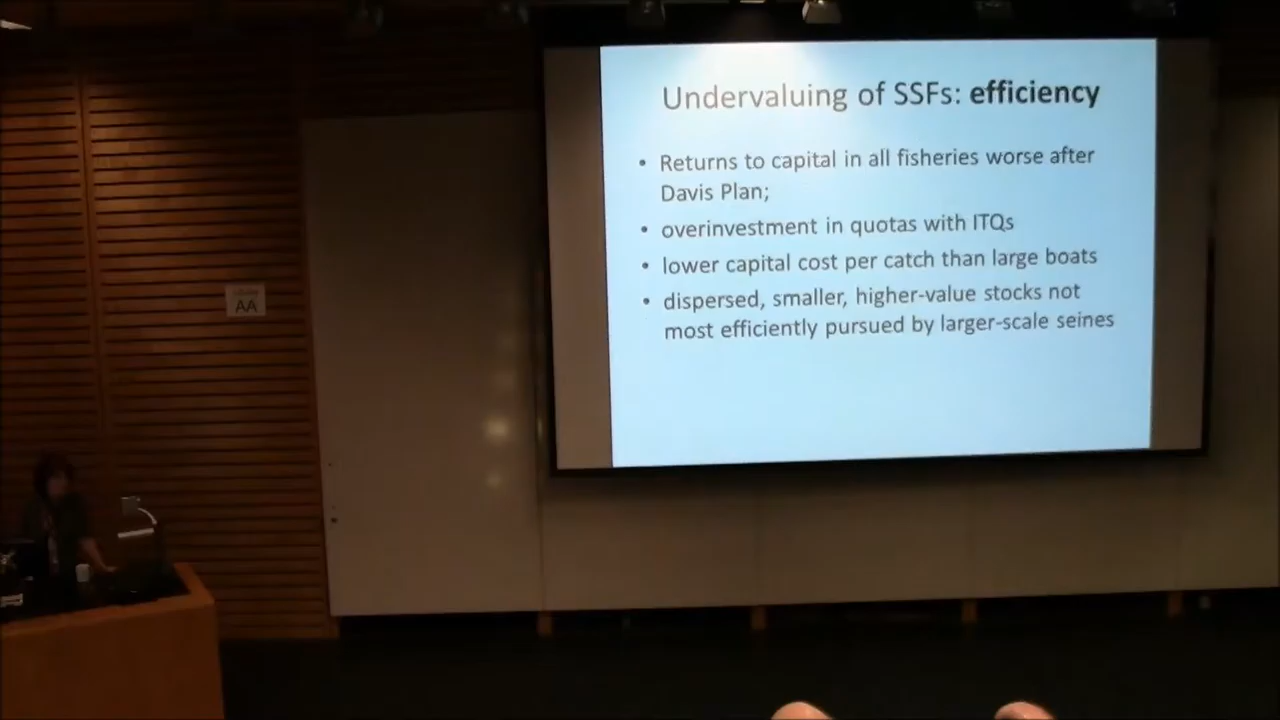 Undervaluing of SSFs: efficiency
• Returns to capital in all fisheries worse after
Davis Plan;
• overinvestment in quotas with ITQs
• lower capital cost per catch than large boats
• dispersed, smaller, higher-value stocks not
most efficiently pursued by larger-scale seines
AA